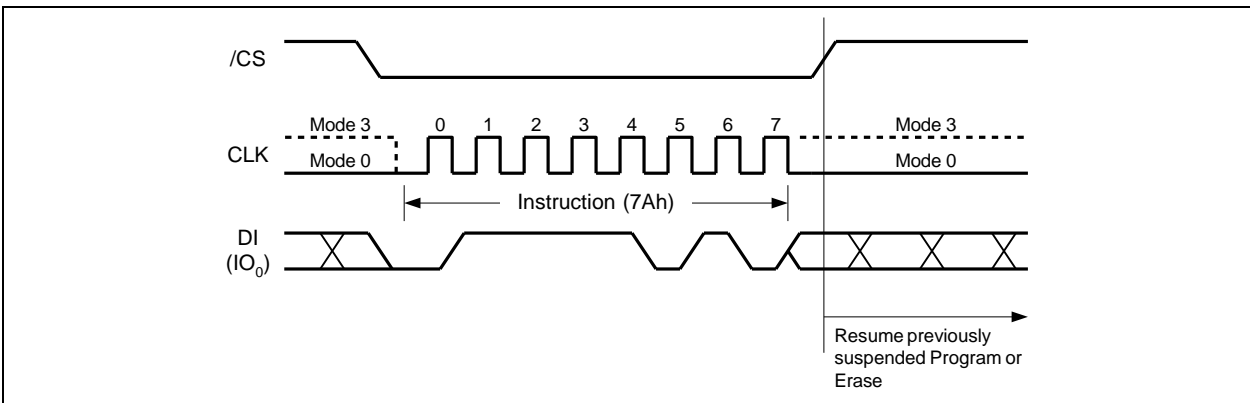 /CS
Mode 3 0 1 2 3 4 5 6 7 Mode 3
CLK
Mode 0 Mode 0
Instruction (7Ah)
DI
(IO0)
Resume previously
suspended Program or
Erase